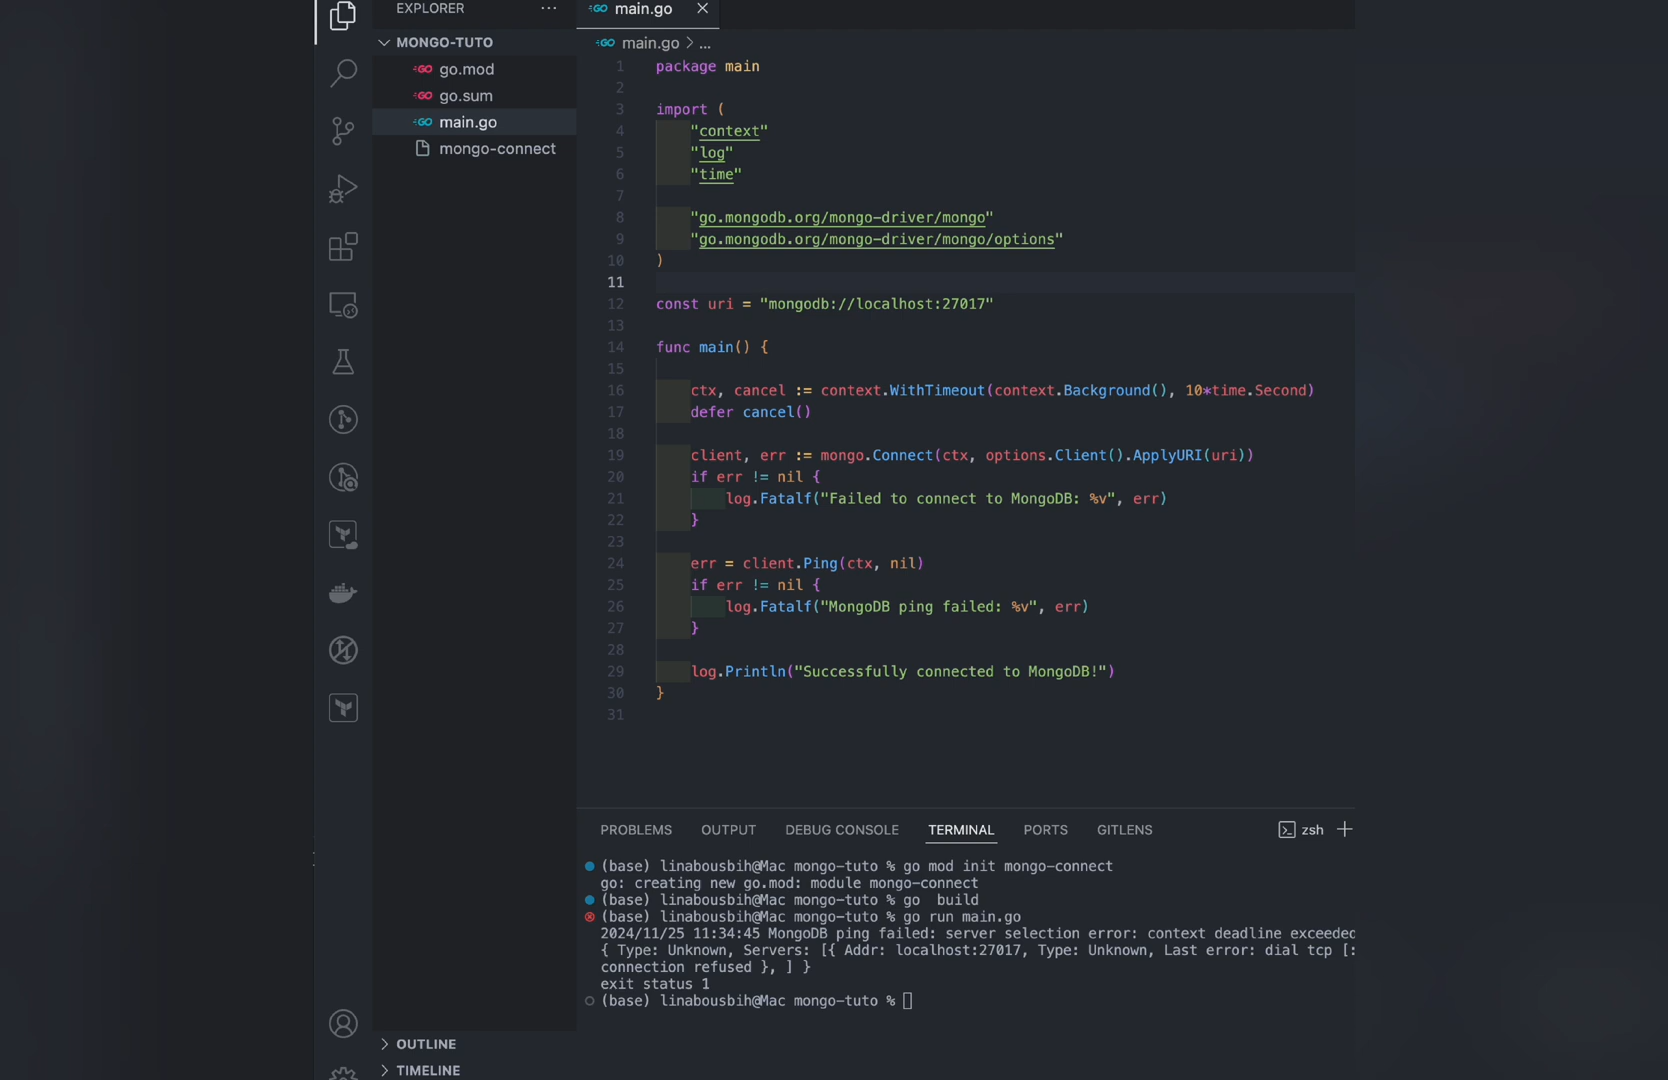 EXPLORER
···
MONGO-TUTO
go.mod
go.sum
main.go
mongo-connect
main.go
main.go > ...
1 package main
2
3 import (
4 "context"
5 "log"
6 "time"
7
8 "go.mongodb.org/mongo-driver/mongo"
9 "go.mongodb.org/mongo-driver/mongo/options"
10 )
11
12 const uri = "mongodb://localhost:27017"
13
14 func main() {
15
16 ctx, cancel := context.WithTimeout(context.Background(), 10*time.Second)
17 defer cancel()
18
19 client, err := mongo.Connect(ctx, options.Client().ApplyURI(uri))
20 if err != nil {
21 log.Fatalf("Failed to connect to MongoDB: %v", err)
22 }
23
24 err = client.Ping(ctx, nil)
25 if err != nil {
26 log.Fatalf("MongoDB ping failed: %v", err)
27 }
28
29 log.Println("Successfully connected to MongoDB!")
30 }
31
PROBLEMS OUTPUT DEBUG CONSOLE TERMINAL PORTS GITLENS zsh
(base) linabousbih@Mac mongo-tuto % go mod init mongo-connect
go: creating new go.mod: module mongo-connect
(base) linabousbih@Mac mongo-tuto % go  build
(base) linabousbih@Mac mongo-tuto % go run main.go
2024/11/25 11:34:45 MongoDB ping failed: server selection error: context deadline exceeded
{ Type: Unknown, Servers: [{ Addr: localhost:27017, Type: Unknown, Last error: dial tcp [:
connection refused }, ] }
exit status 1
(base) linabousbih@Mac mongo-tuto %
OUTLINE
TIMELINE